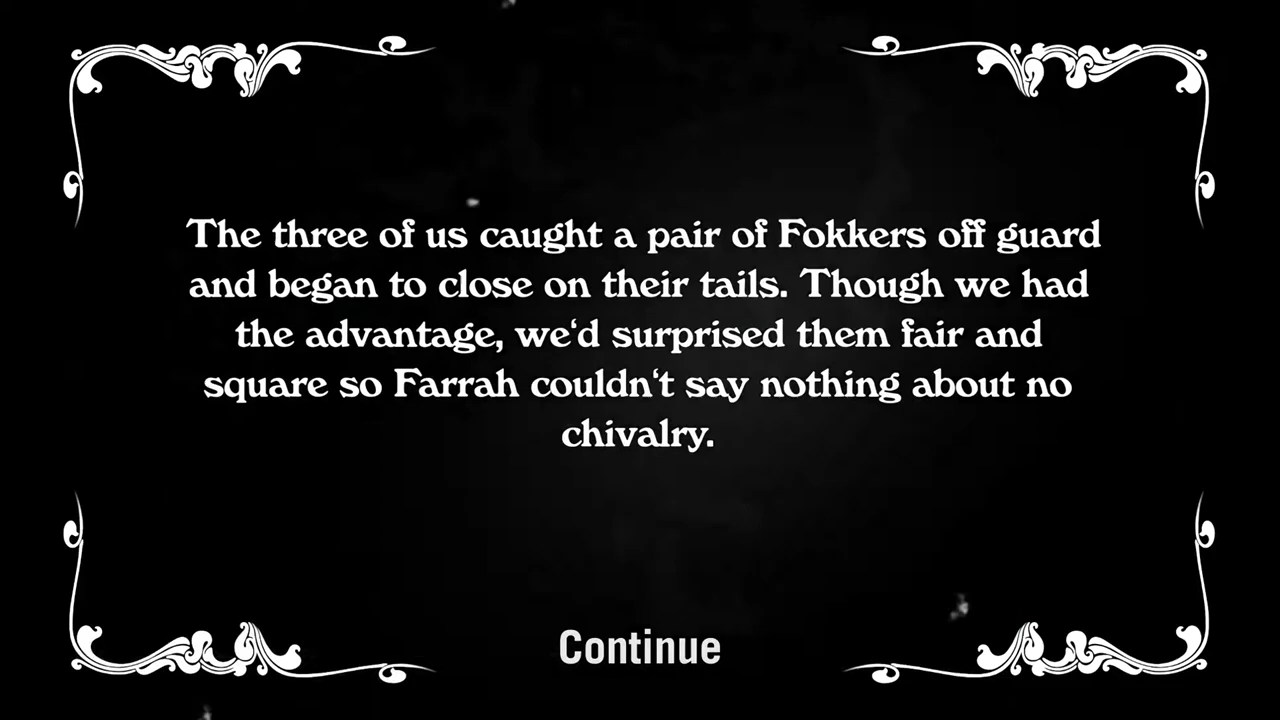 The three of us caught a pair of Fokkers off guard
and began to close on their tails. Though we had
the advantage, we‘d surprised them fair and
square so Farrah couldn‘t say nothing about no
chivalry.
Continue